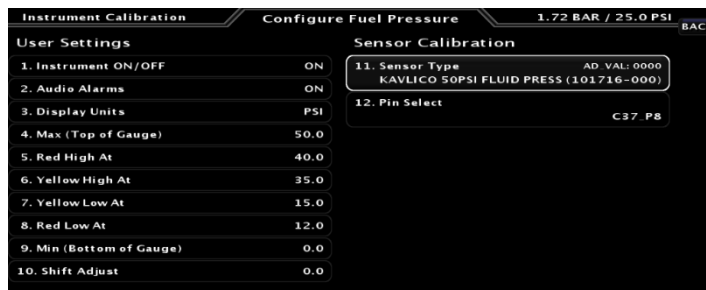 Instrument Calibration
Configure Fuel Pressure
1.72 BAR / 25.0 PSI
BAC
User Settings
1. Instrument ON/OFF ON
2. Audio Alarms ON
3. Display Units PSI
4. Max (Top of Gauge) 50.0
5. Red High At 40.0
6. Yellow High At 35.0
7. Yellow Low At 15.0
8. Red Low At 12.0
9. Min (Bottom of Gauge) 0.0
10. Shift Adjust 0.0
Sensor Calibration
11. Sensor Type AD_VAL: 0000
KAVLICO 50PSI FLUID PRESS (101716-000)
12. Pin Select
C37_P8